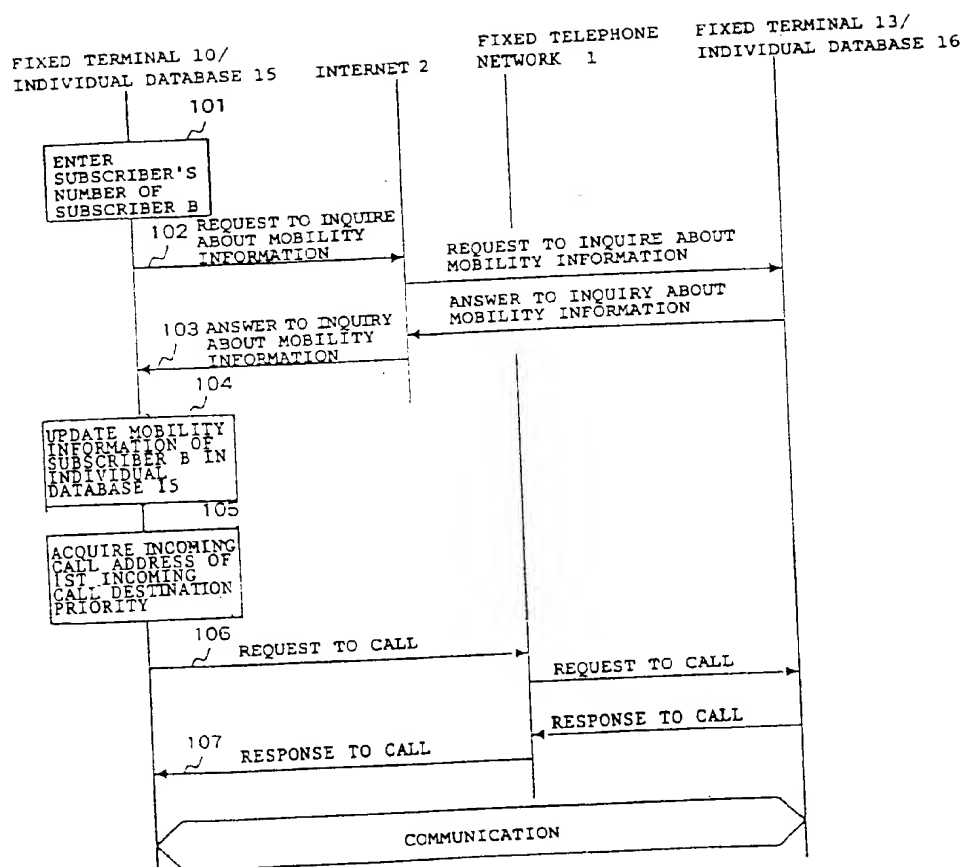 FIXED TERMINAL 10/
INDIVIDUAL DATABASE 15
INTERNET 2
FIXED TELEPHONE
NETWORK 1
FIXED TERMINAL 13/
INDIVIDUAL DATABASE 16
101
ENTER
SUBSCRIBER'S
NUMBER OF
SUBSCRIBER B
102 REQUEST TO INQUIRE
ABOUT MOBILITY
INFORMATION
REQUEST TO INQUIRE ABOUT
MOBILITY INFORMATION
ANSWER TO INQUIRY ABOUT
MOBILITY INFORMATION
103 ANSWER TO INQUIRY
ABOUT MOBILITY
INFORMATION
104
UPDATE MOBILITY
INFORMATION OF
SUBSCRIBER B IN
INDIVIDUAL
DATABASE 15
105
ACQUIRE INCOMING
CALL ADDRESS OF
1ST INCOMING
CALL DESTINATION
PRIORITY
106
REQUEST TO CALL
REQUEST TO CALL
RESPONSE TO CALL
107
RESPONSE TO CALL
COMMUNICATION